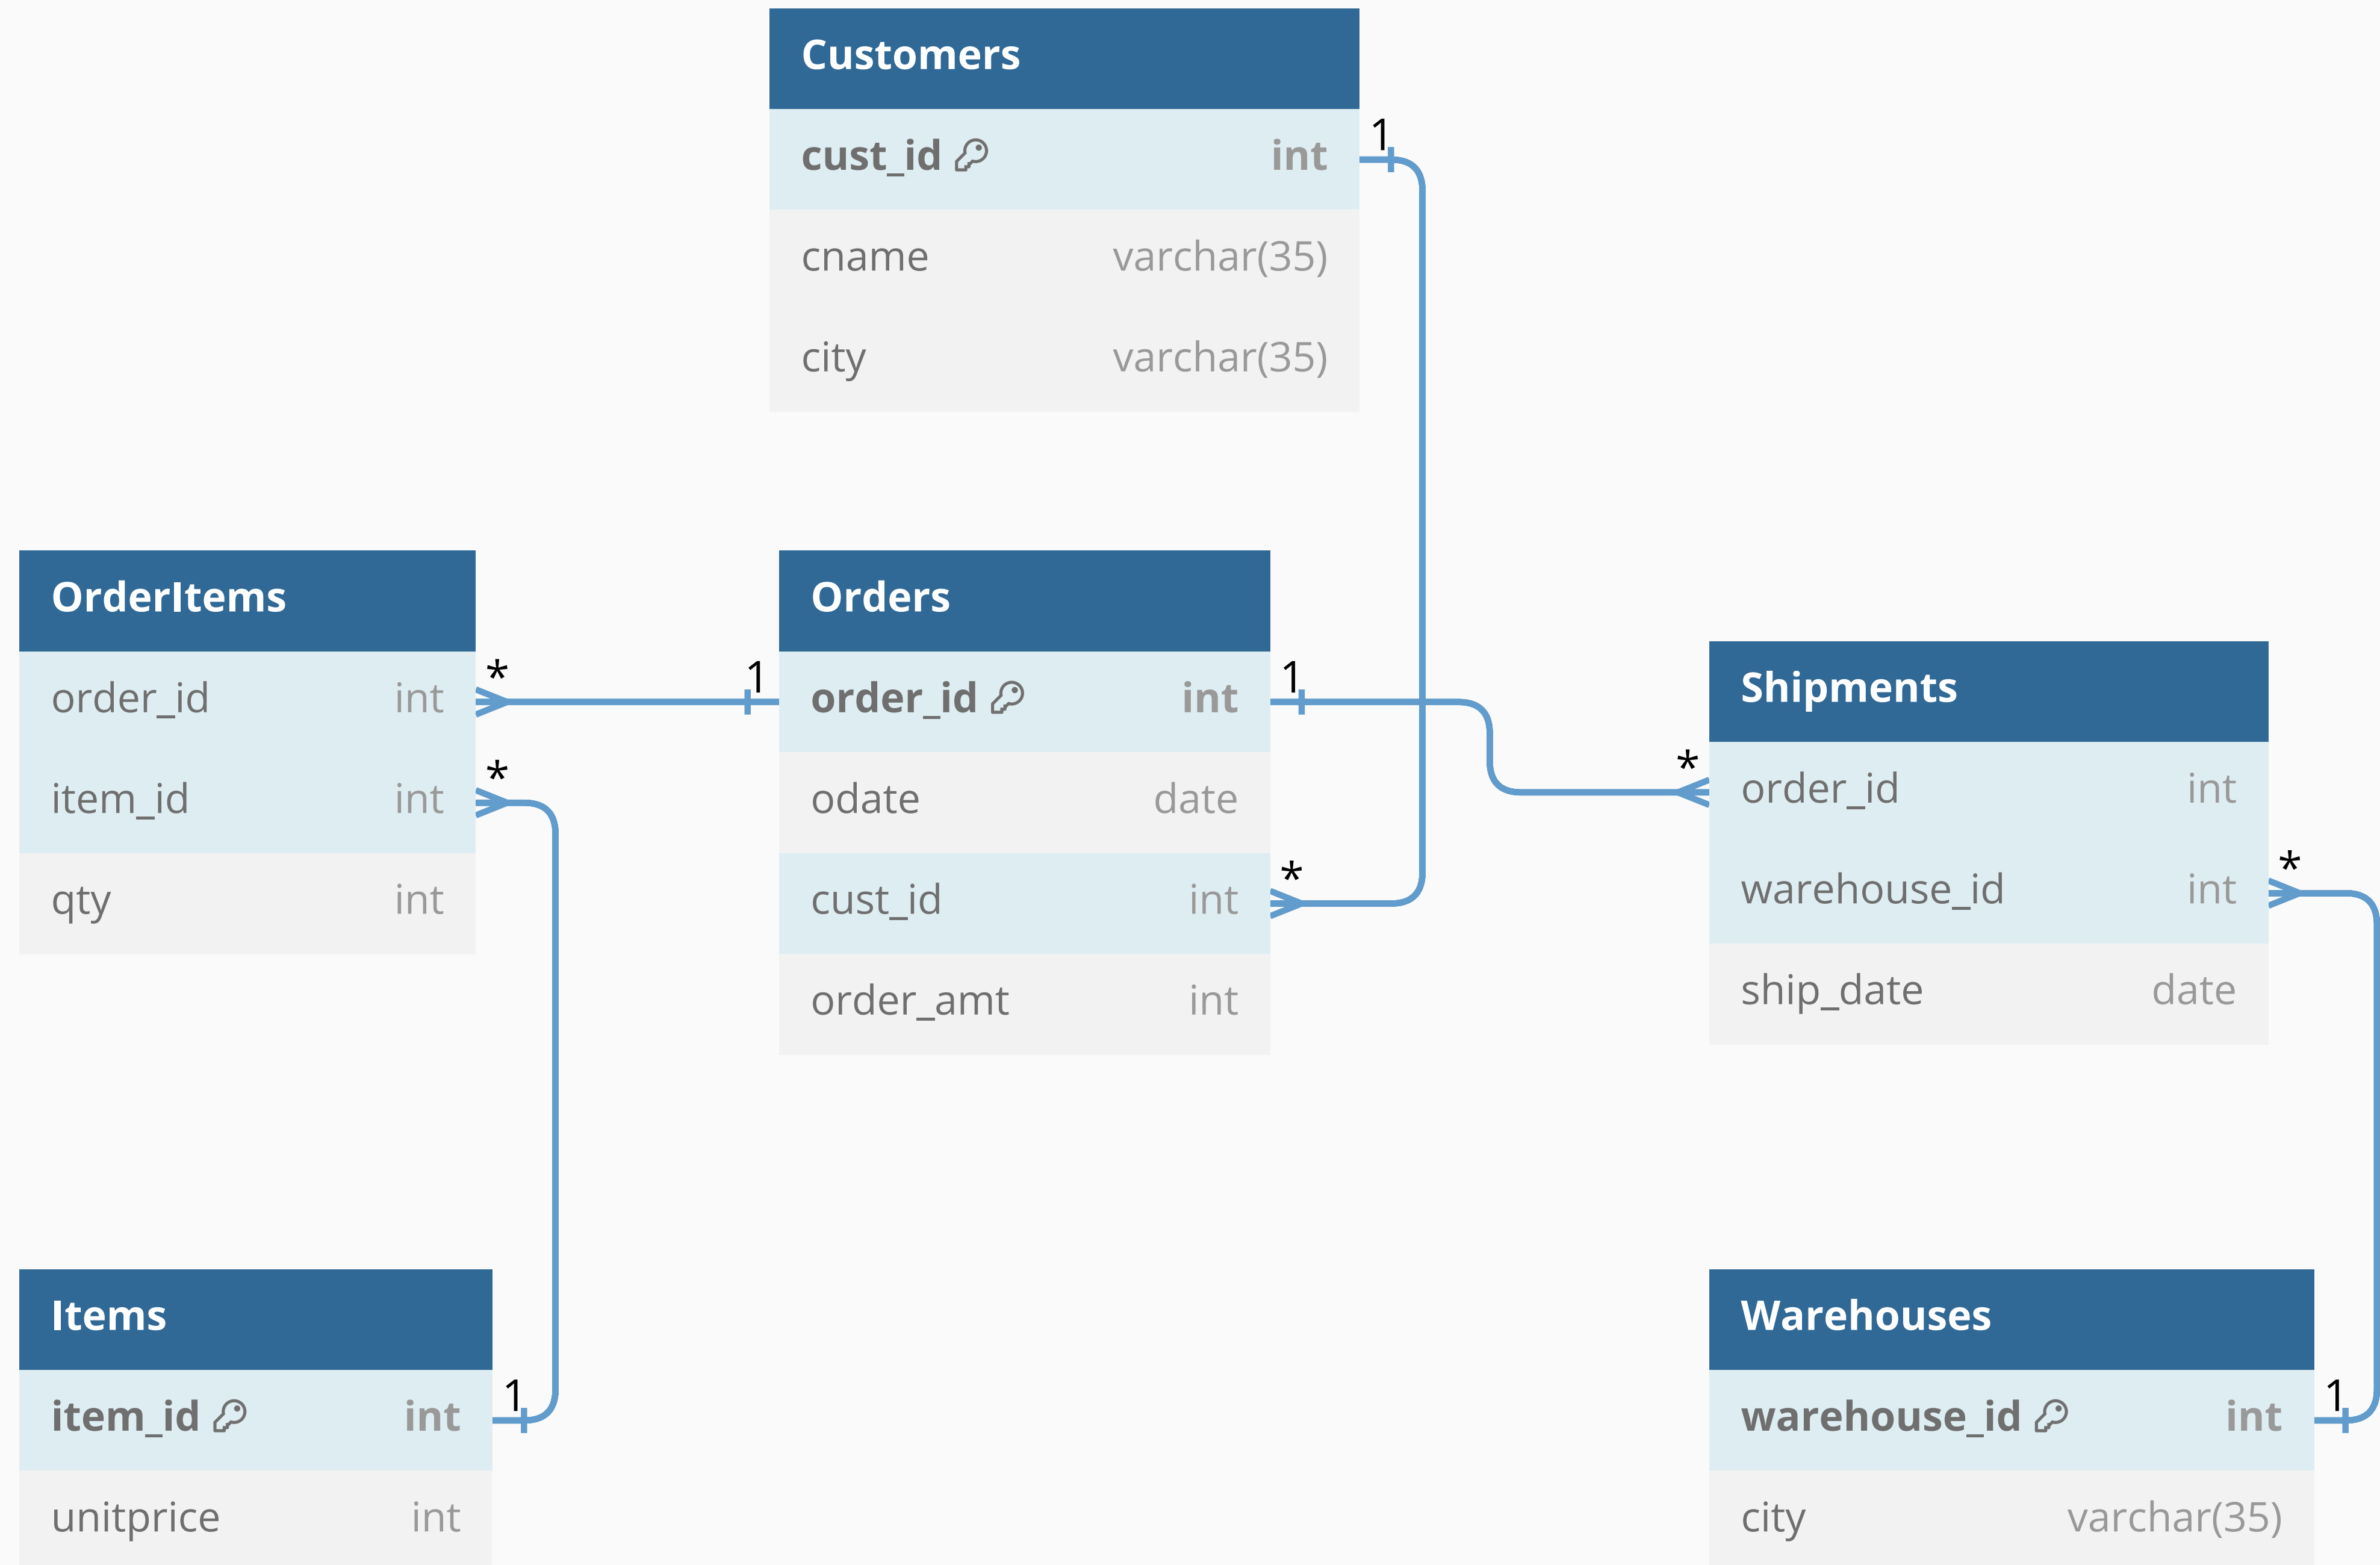 Customers
cust_id int
cname varchar(35)
city varchar(35)
OrderItems
order_id int
item_id int
qty int
Orders
order_id int
odate date
cust_id int
order_amt int
Shipments
order_id int
warehouse_id int
ship_date date
Items
item_id int
unitprice int
Warehouses
warehouse_id int
city varchar(35)
1
*
1
1
*
*
*
*
1
1